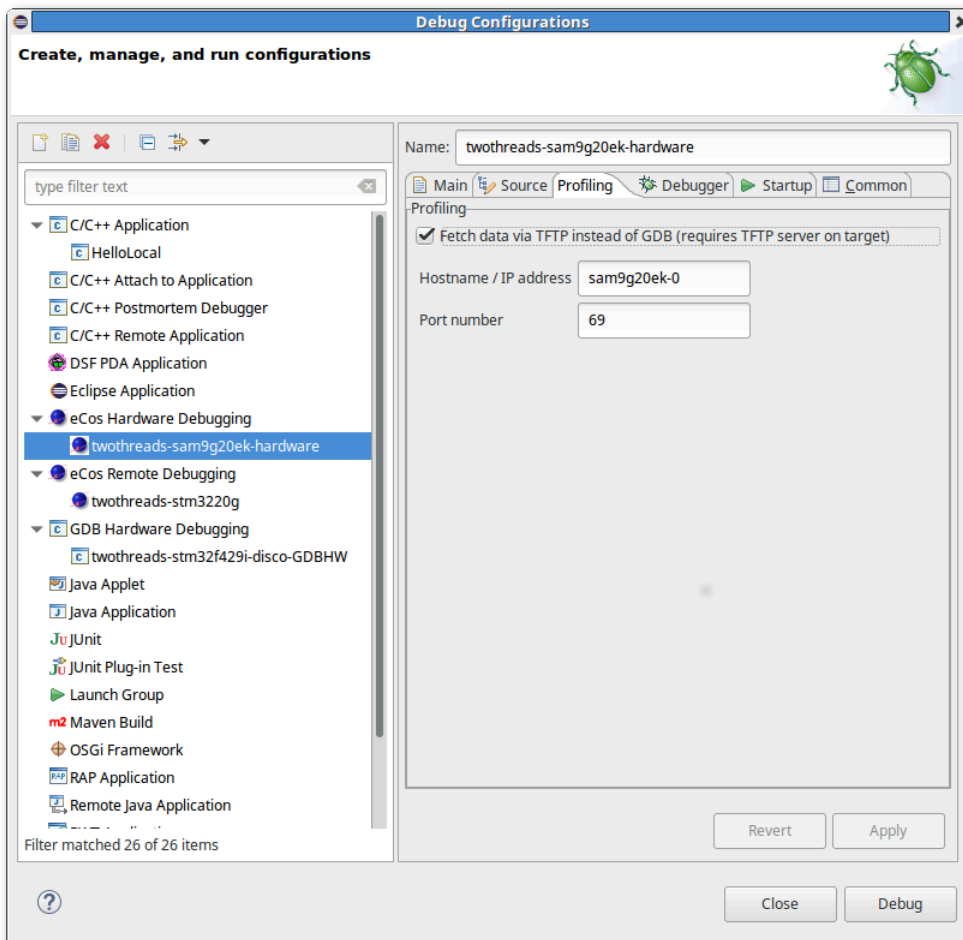 Debug Configurations
Create, manage, and run configurations
type filter text
C/C++ Application
HelloLocal
C/C++ Attach to Application
C/C++ Postmortem Debugger
C/C++ Remote Application
DSF PDA Application
Eclipse Application
eCos Hardware Debugging
twothreads-sam9g20ek-hardware
eCos Remote Debugging
twothreads-stm3220g
GDB Hardware Debugging
twothreads-stm32f429i-disco-GDBHW
Java Applet
Java Application
JUnit
JUnit Plug-in Test
Launch Group
m2 Maven Build
OSGi Framework
RAP Application
Remote Java Application
Filter matched 26 of 26 items
Name: twothreads-sam9g20ek-hardware
Main Source Profiling Debugger Startup Common
Profiling
Fetch data via TFTP instead of GDB (requires TFTP server on target)
Hostname / IP address sam9g20ek-0
Port number 69
Revert Apply
? Close Debug